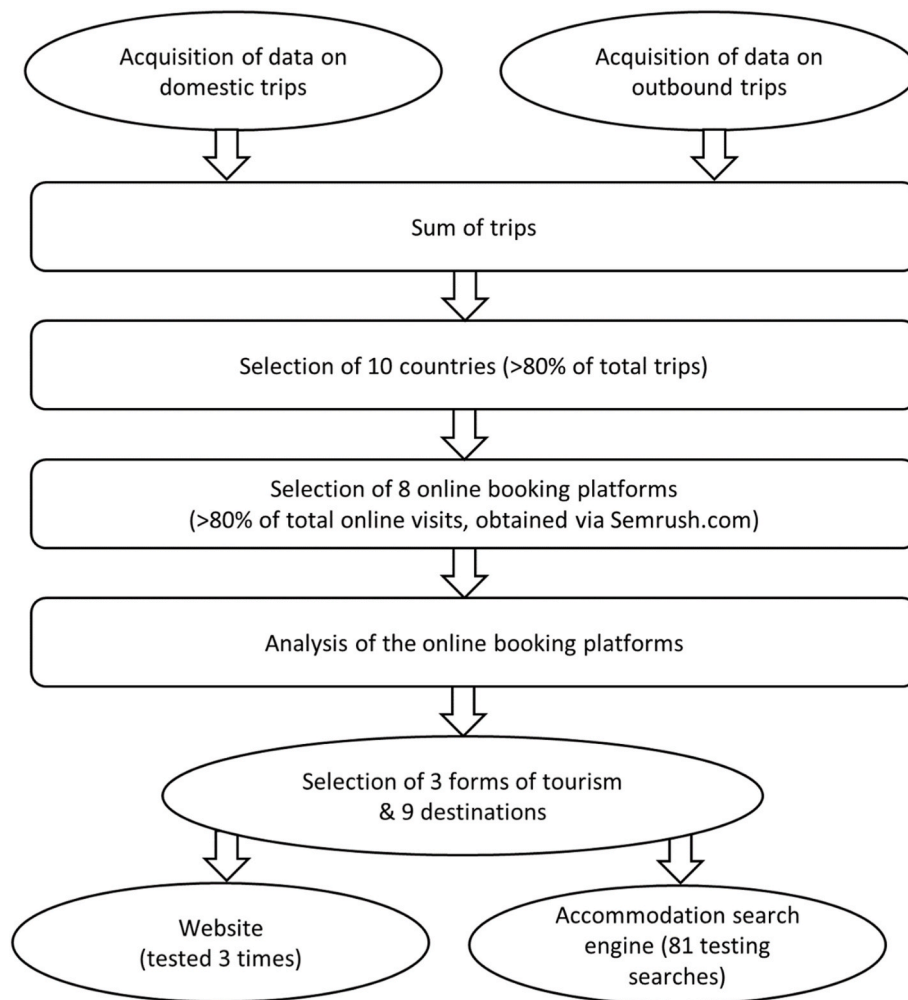 Acquisition of data on
domestic trips
Acquisition of data on
outbound trips
Sum of trips
Selection of 10 countries (>80% of total trips)
Selection of 8 online booking platforms
(>80% of total online visits, obtained via Semrush.com)
Analysis of the online booking platforms
Selection of 3 forms of tourism
& 9 destinations
Website
(tested 3 times)
Accommodation search
engine (81 testing
searches)